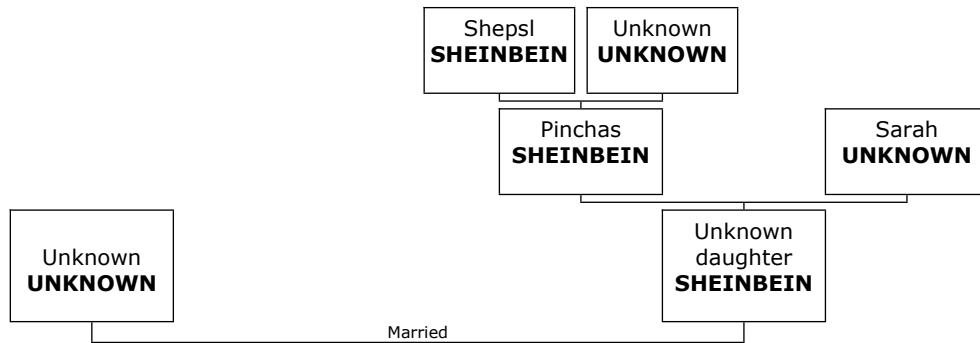 Shepsl
SHEINBEIN
Unknown
UNKNOWN
Pinchas
SHEINBEIN
Sarah
UNKNOWN
Unknown
UNKNOWN
Unknown
daughter
SHEINBEIN
Married